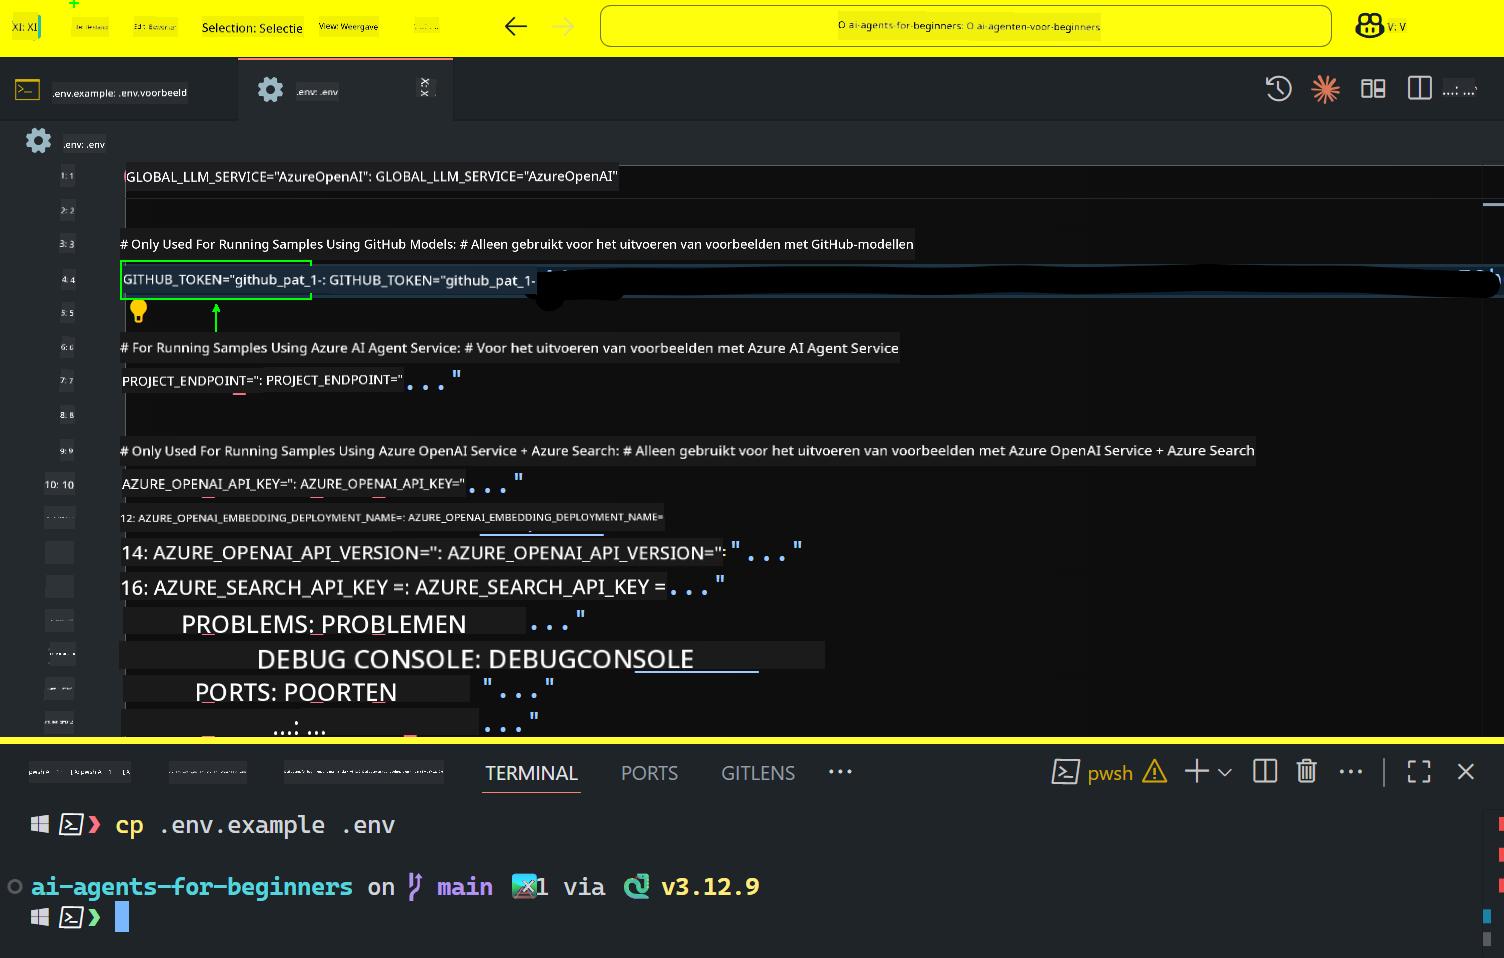 XI: XI Selection: Selectie View: Weergave O ai-agents-for-beginners: O ai-agenten-voor-beginners V: V
.env.example: .env.voorbeeld .env: .env ...: ...
.env: .env
1: 1 GLOBAL_LLM_SERVICE="AzureOpenAI": GLOBAL_LLM_SERVICE="AzureOpenAI"
2: 2
3: 3 # Only Used For Running Samples Using GitHub Models: # Alleen gebruikt voor het uitvoeren van voorbeelden met GitHub-modellen
4: 4 GITHUB_TOKEN="github_pat_1-: GITHUB_TOKEN="github_pat_1-
5: 5
6: 6 # For Running Samples Using Azure AI Agent Service: # Voor het uitvoeren van voorbeelden met Azure AI Agent Service
7: 7 PROJECT_ENDPOINT=": PROJECT_ENDPOINT=" ..."
8: 8
9: 9 # Only Used For Running Samples Using Azure OpenAI Service + Azure Search: # Alleen gebruikt voor het uitvoeren van voorbeelden met Azure OpenAI Service + Azure Search
10: 10 AZURE_OPENAI_API_KEY=": AZURE_OPENAI_API_KEY=" ..."
12: AZURE_OPENAI_EMBEDDING_DEPLOYMENT_NAME=: AZURE_OPENAI_EMBEDDING_DEPLOYMENT_NAME=
14: AZURE_OPENAI_API_VERSION=": AZURE_OPENAI_API_VERSION=": "..."
16: AZURE_SEARCH_API_KEY =: AZURE_SEARCH_API_KEY = ..."
PROBLEMS: PROBLEMEN ..."
DEBUG CONSOLE: DEBUGCONSOLE
PORTS: POORTEN "..."
...: ... ..."
TERMINAL PORTS GITLENS ... pwsh ...
cp .env.example .env
ai-agents-for-beginners on main 1 via v3.12.9